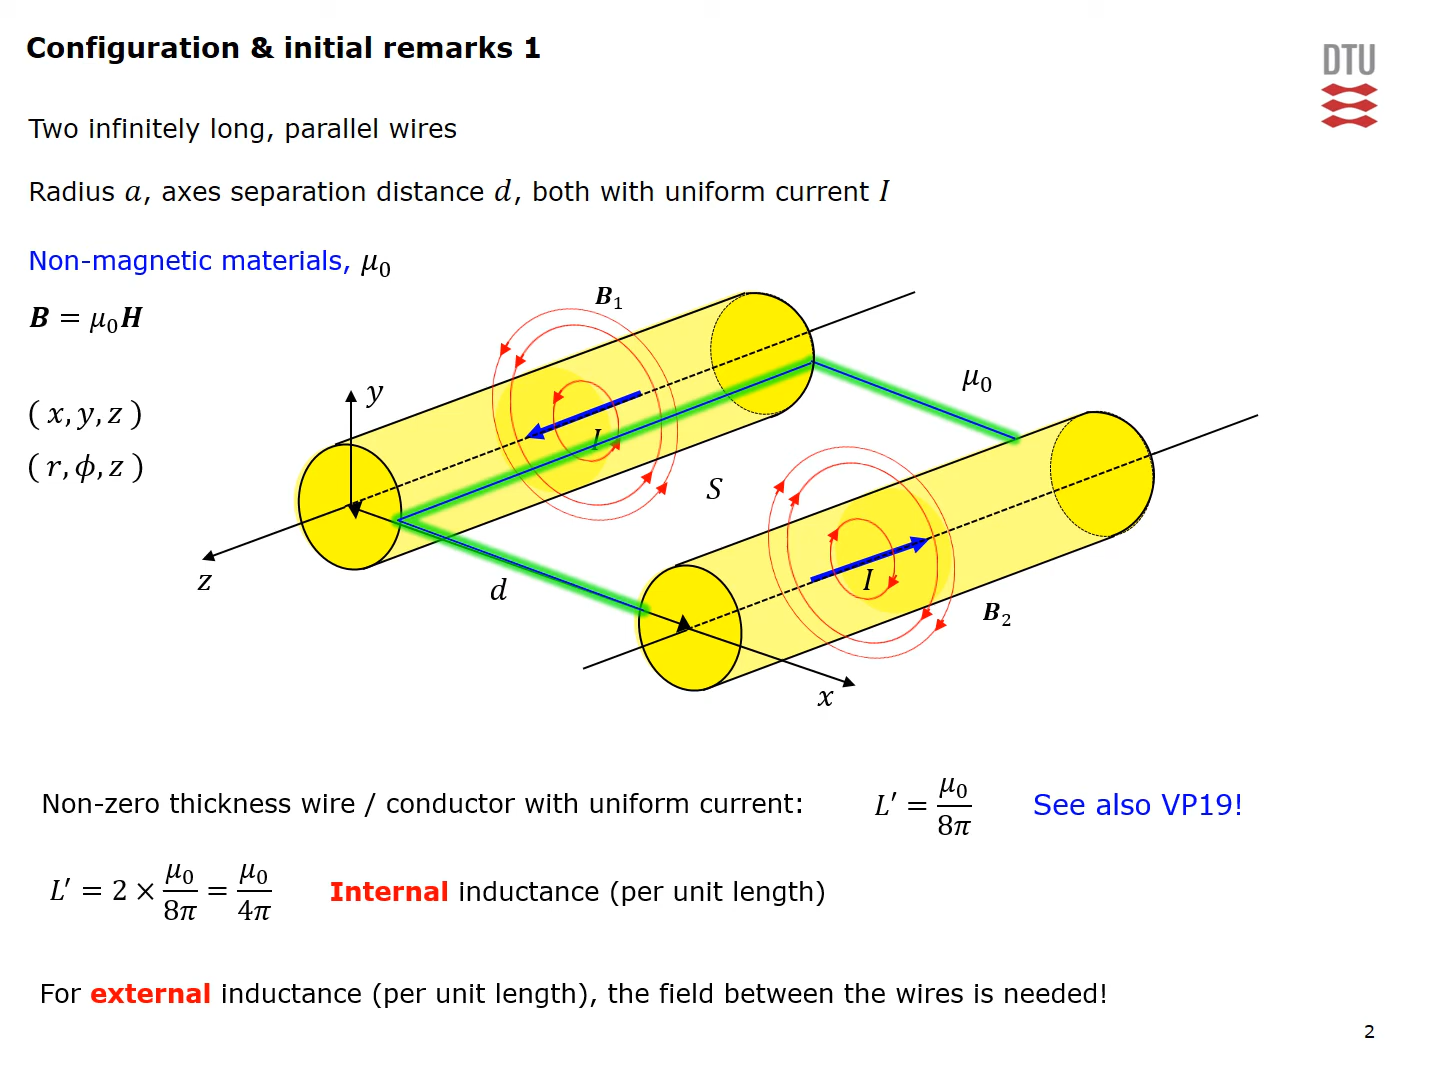 Configuration & initial remarks 1
DTU
Two infinitely long, parallel wires
Radius a, axes separation distance d, both with uniform current I
Non-magnetic materials, μ₀
B = μ₀H
( x, y, z )
( r, ϕ, z )
B₁
y
μ₀
I
S
z
d
I
B₂
x
Non-zero thickness wire / conductor with uniform current: L′ = μ₀/8π See also VP19!
L′ = 2 × μ₀/8π = μ₀/4π Internal inductance (per unit length)
For external inductance (per unit length), the field between the wires is needed!
2